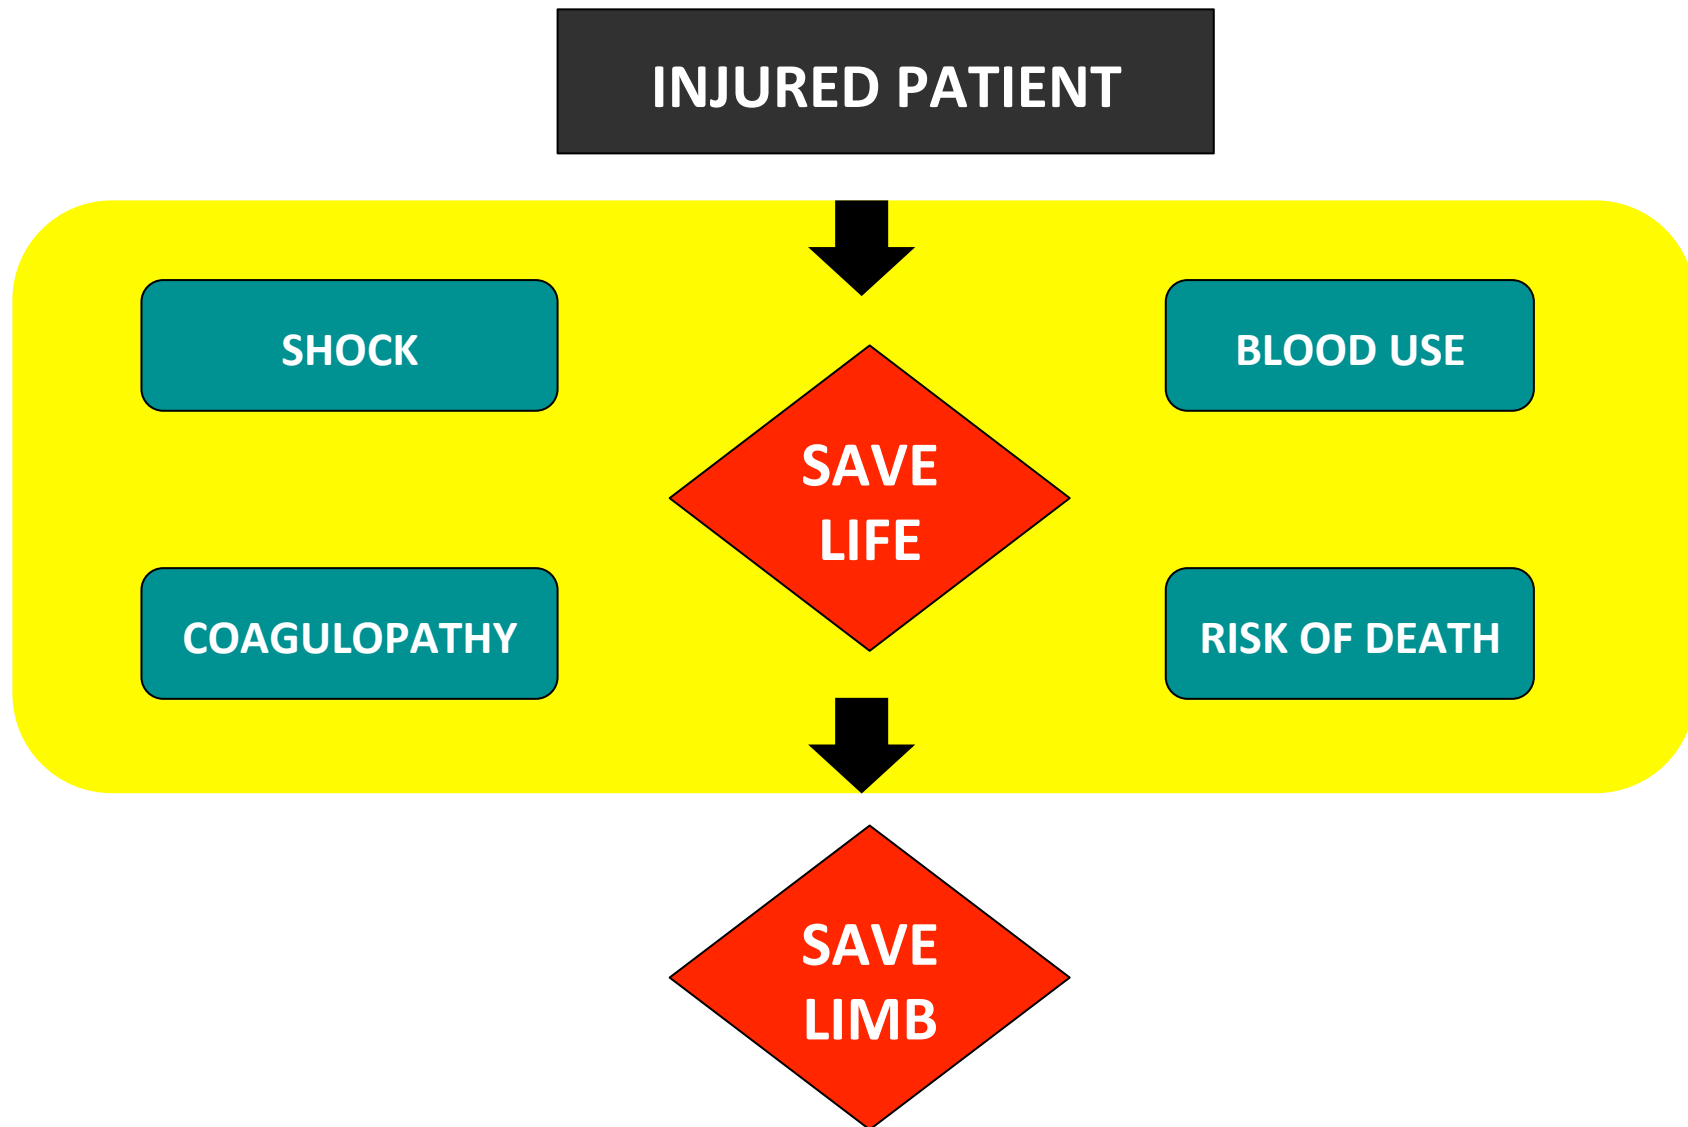 INJURED PATIENT
SHOCK
BLOOD USE
SAVE
LIFE
COAGULOPATHY
RISK OF DEATH
SAVE
LIMB